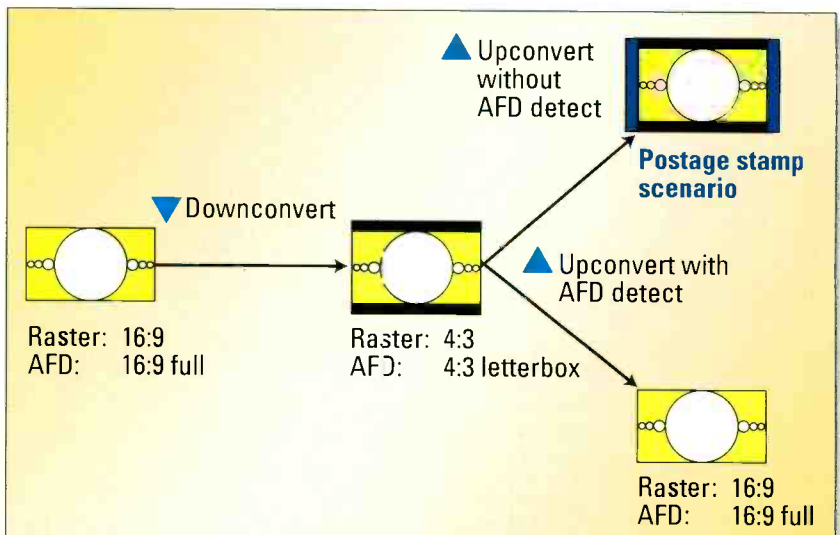 Upconvert
without
AFD detect
Postage stamp
scenario
Downconvert
Upconvert with
AFD detect
Raster: 16:9
AFD: 16:9 full
Raster: 4:3
AFD: 4:3 letterbox
Raster: 16:9
AFD: 16:9 full